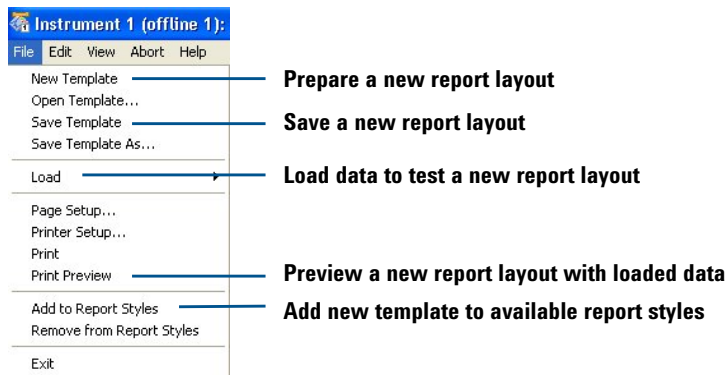 Instrument 1 (offline 1):
File Edit View Abort Help
New Template Prepare a new report layout
Open Template...
Save Template Save a new report layout
Save Template As...
Load Load data to test a new report layout
Page Setup...
Printer Setup...
Print
Print Preview Preview a new report layout with loaded data
Add to Report Styles Add new template to available report styles
Remove from Report Styles
Exit